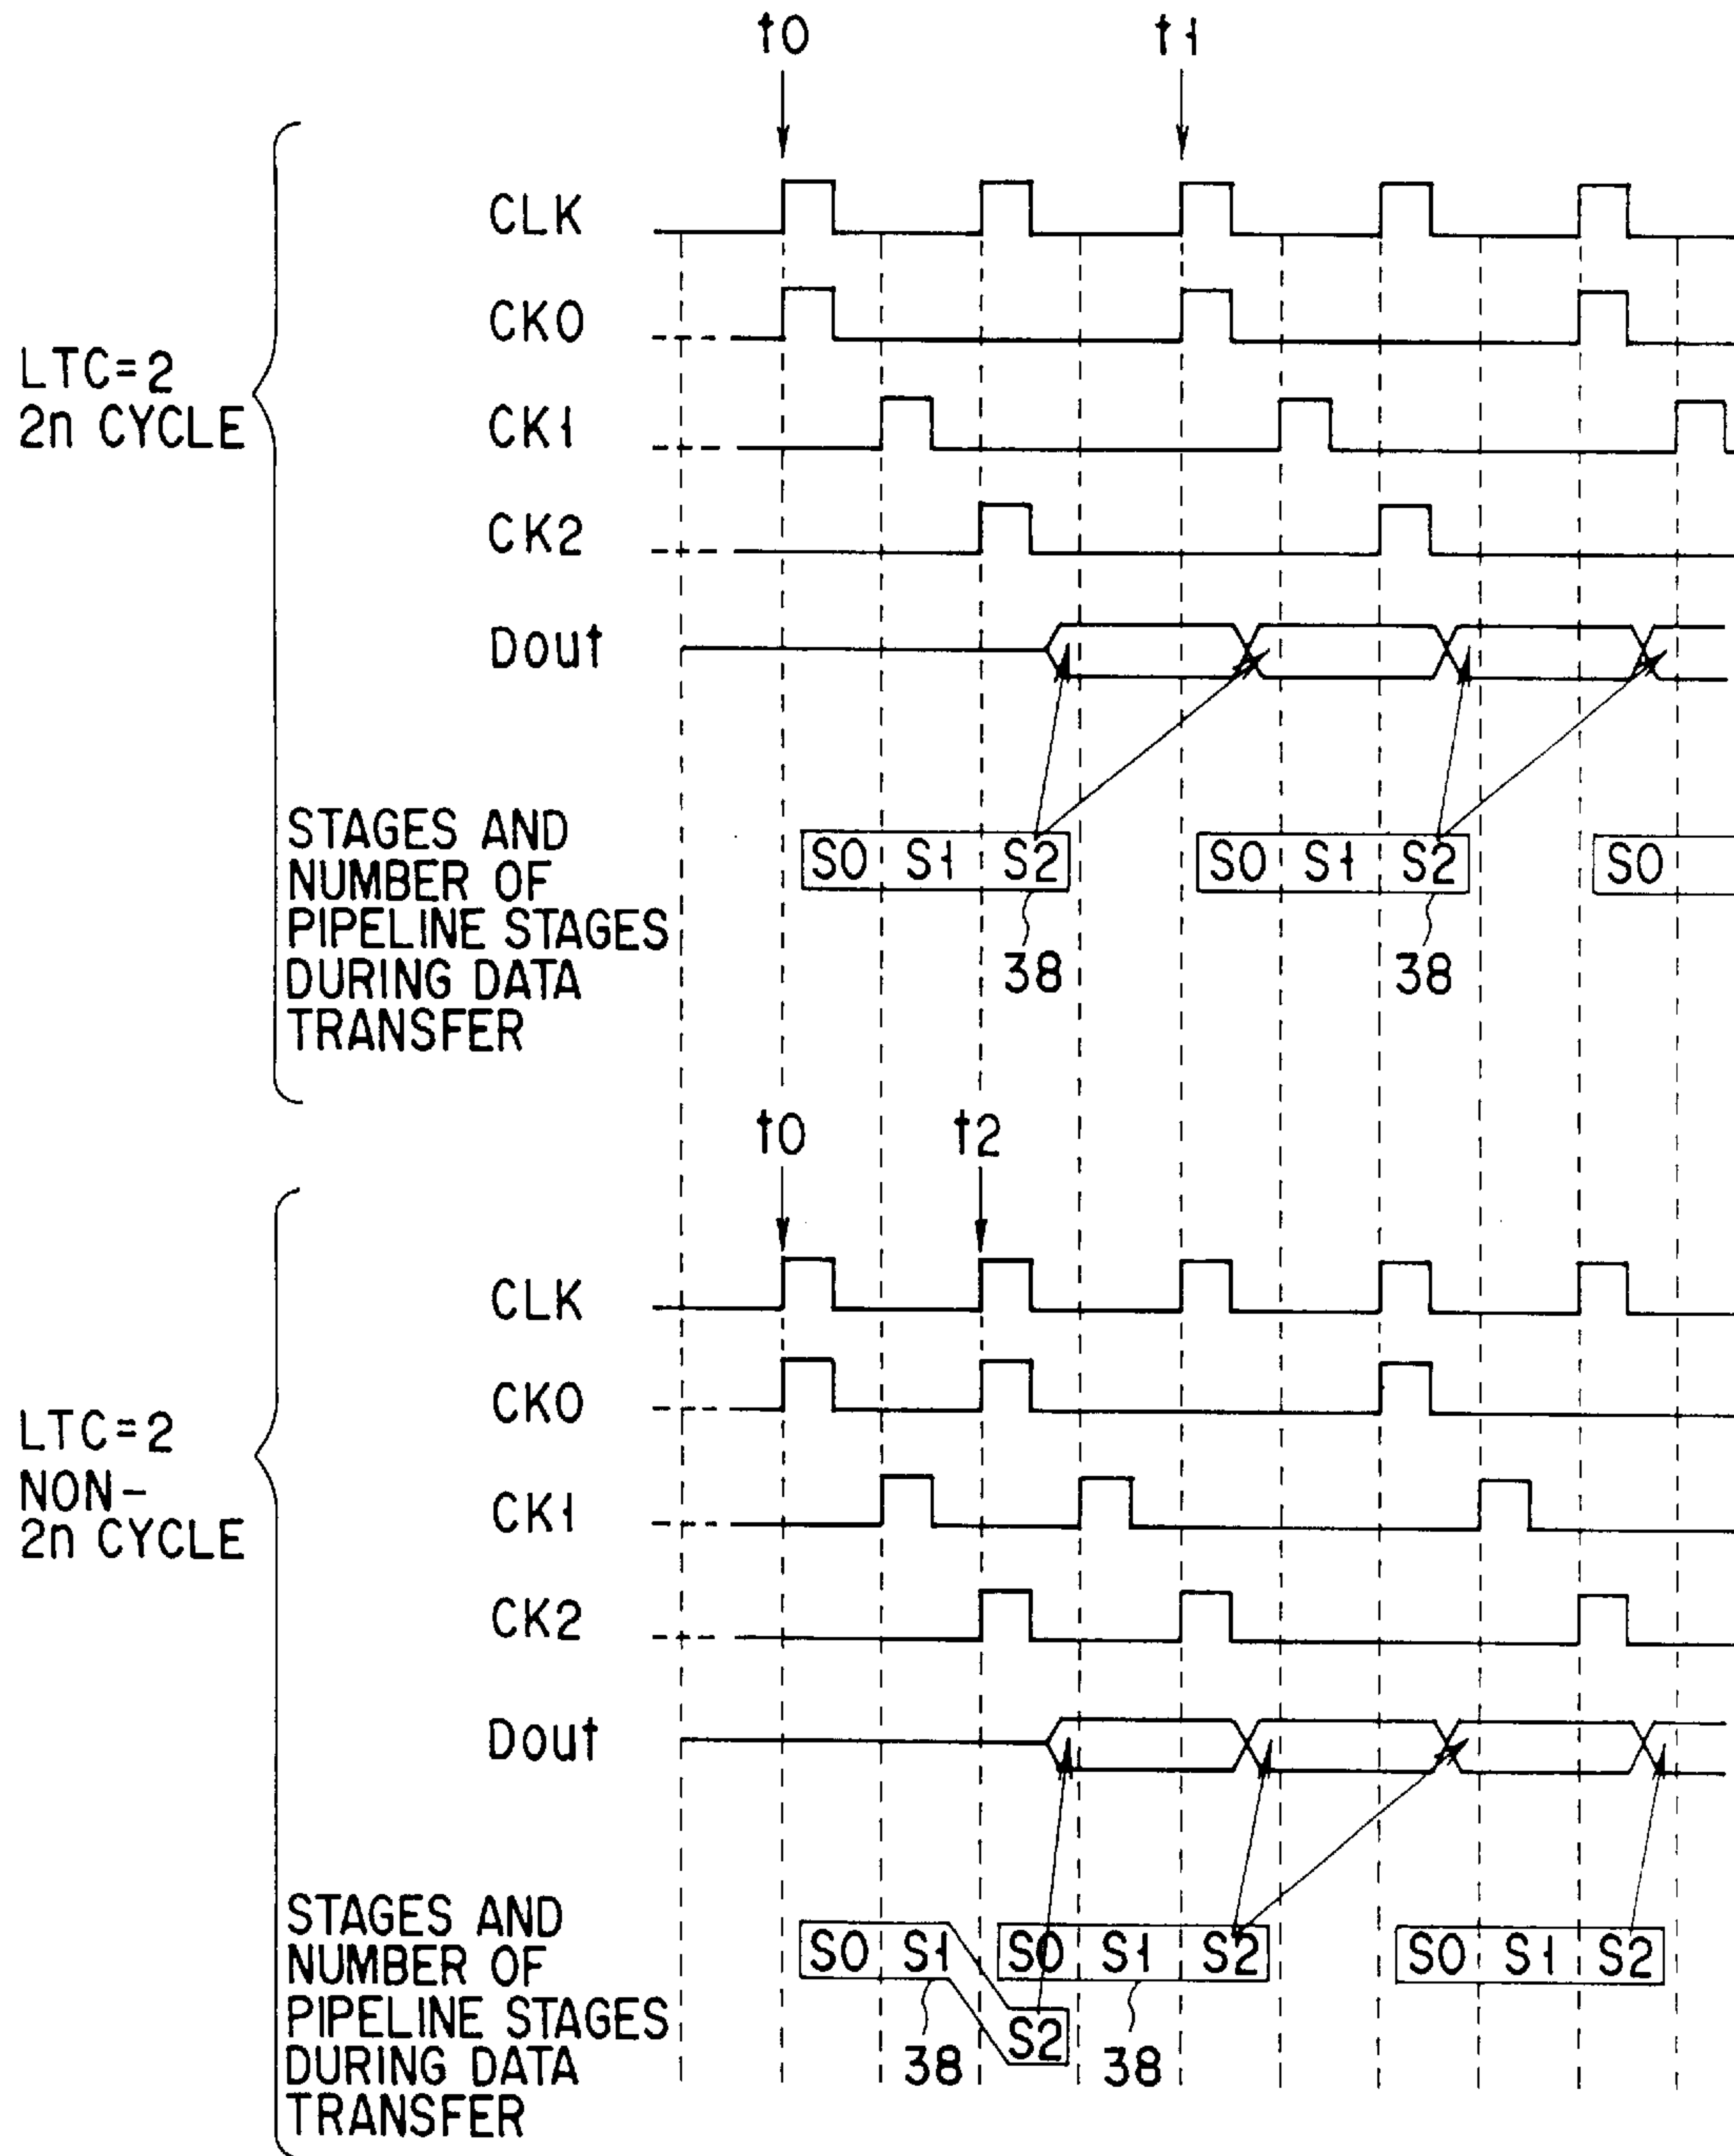 t0 t1
CLK
CK0
LTC=2
2n CYCLE
CK1
CK2
Dout
STAGES AND
NUMBER OF
PIPELINE STAGES
DURING DATA
TRANSFER
S0 S1 S2 S0 S1 S2 S0
38 38
t0 t2
CLK
CK0
LTC=2
NON-
2n CYCLE
CK1
CK2
Dout
STAGES AND
NUMBER OF
PIPELINE STAGES
DURING DATA
TRANSFER
S0 S1 S0 S1 S2 S0 S1 S2
S2
38 38